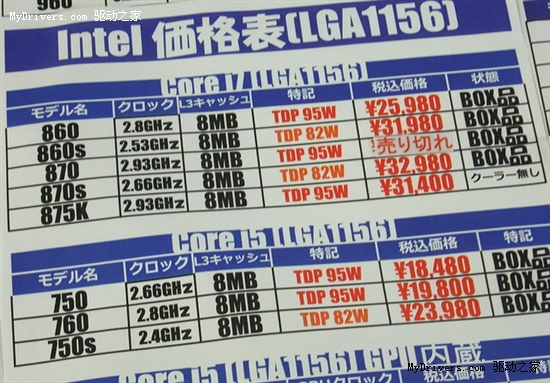 MyDrivers.com 驱动之家
Intel 価格表(LGA1156)
Core i7 (LGA1156)
モデル名 クロック L3キャッシュ 特記 税込価格 状態
860 2.8GHz 8MB TDP 95W ¥25,980 BOX品
860s 2.53GHz 8MB TDP 82W ¥31,980 BOX品
870 2.93GHz 8MB TDP 95W !売り切れ BOX品
870s 2.66GHz 8MB TDP 82W ¥32,980 BOX品
875K 2.93GHz 8MB TDP 95W ¥31,400 クーラー無し
Core i5 (LGA1156)
モデル名 クロック L3キャッシュ 特記 税込価格 特記
750 2.66GHz 8MB TDP 95W ¥18,480 BOX品
760 2.8GHz 8MB TDP 95W ¥19,800 BOX品
750s 2.4GHz 8MB TDP 82W ¥23,980 BOX品
Core i5 (LGA1156) GPU内蔵
MyDrivers.com 驱动之家